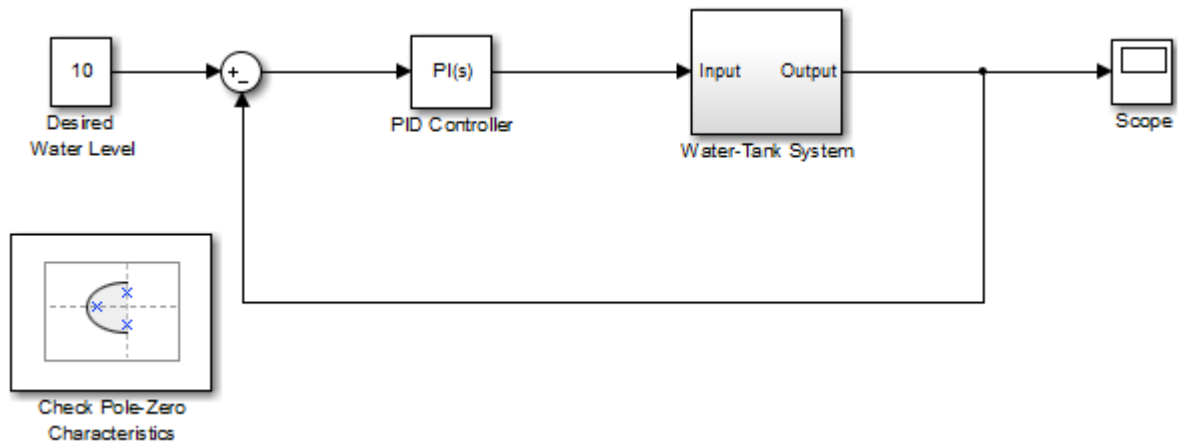 10
Desired
Water Level
+
−
PI(s)
PID Controller
Input
Output
Water-Tank System
Scope
Check Pole-Zero
Characteristics